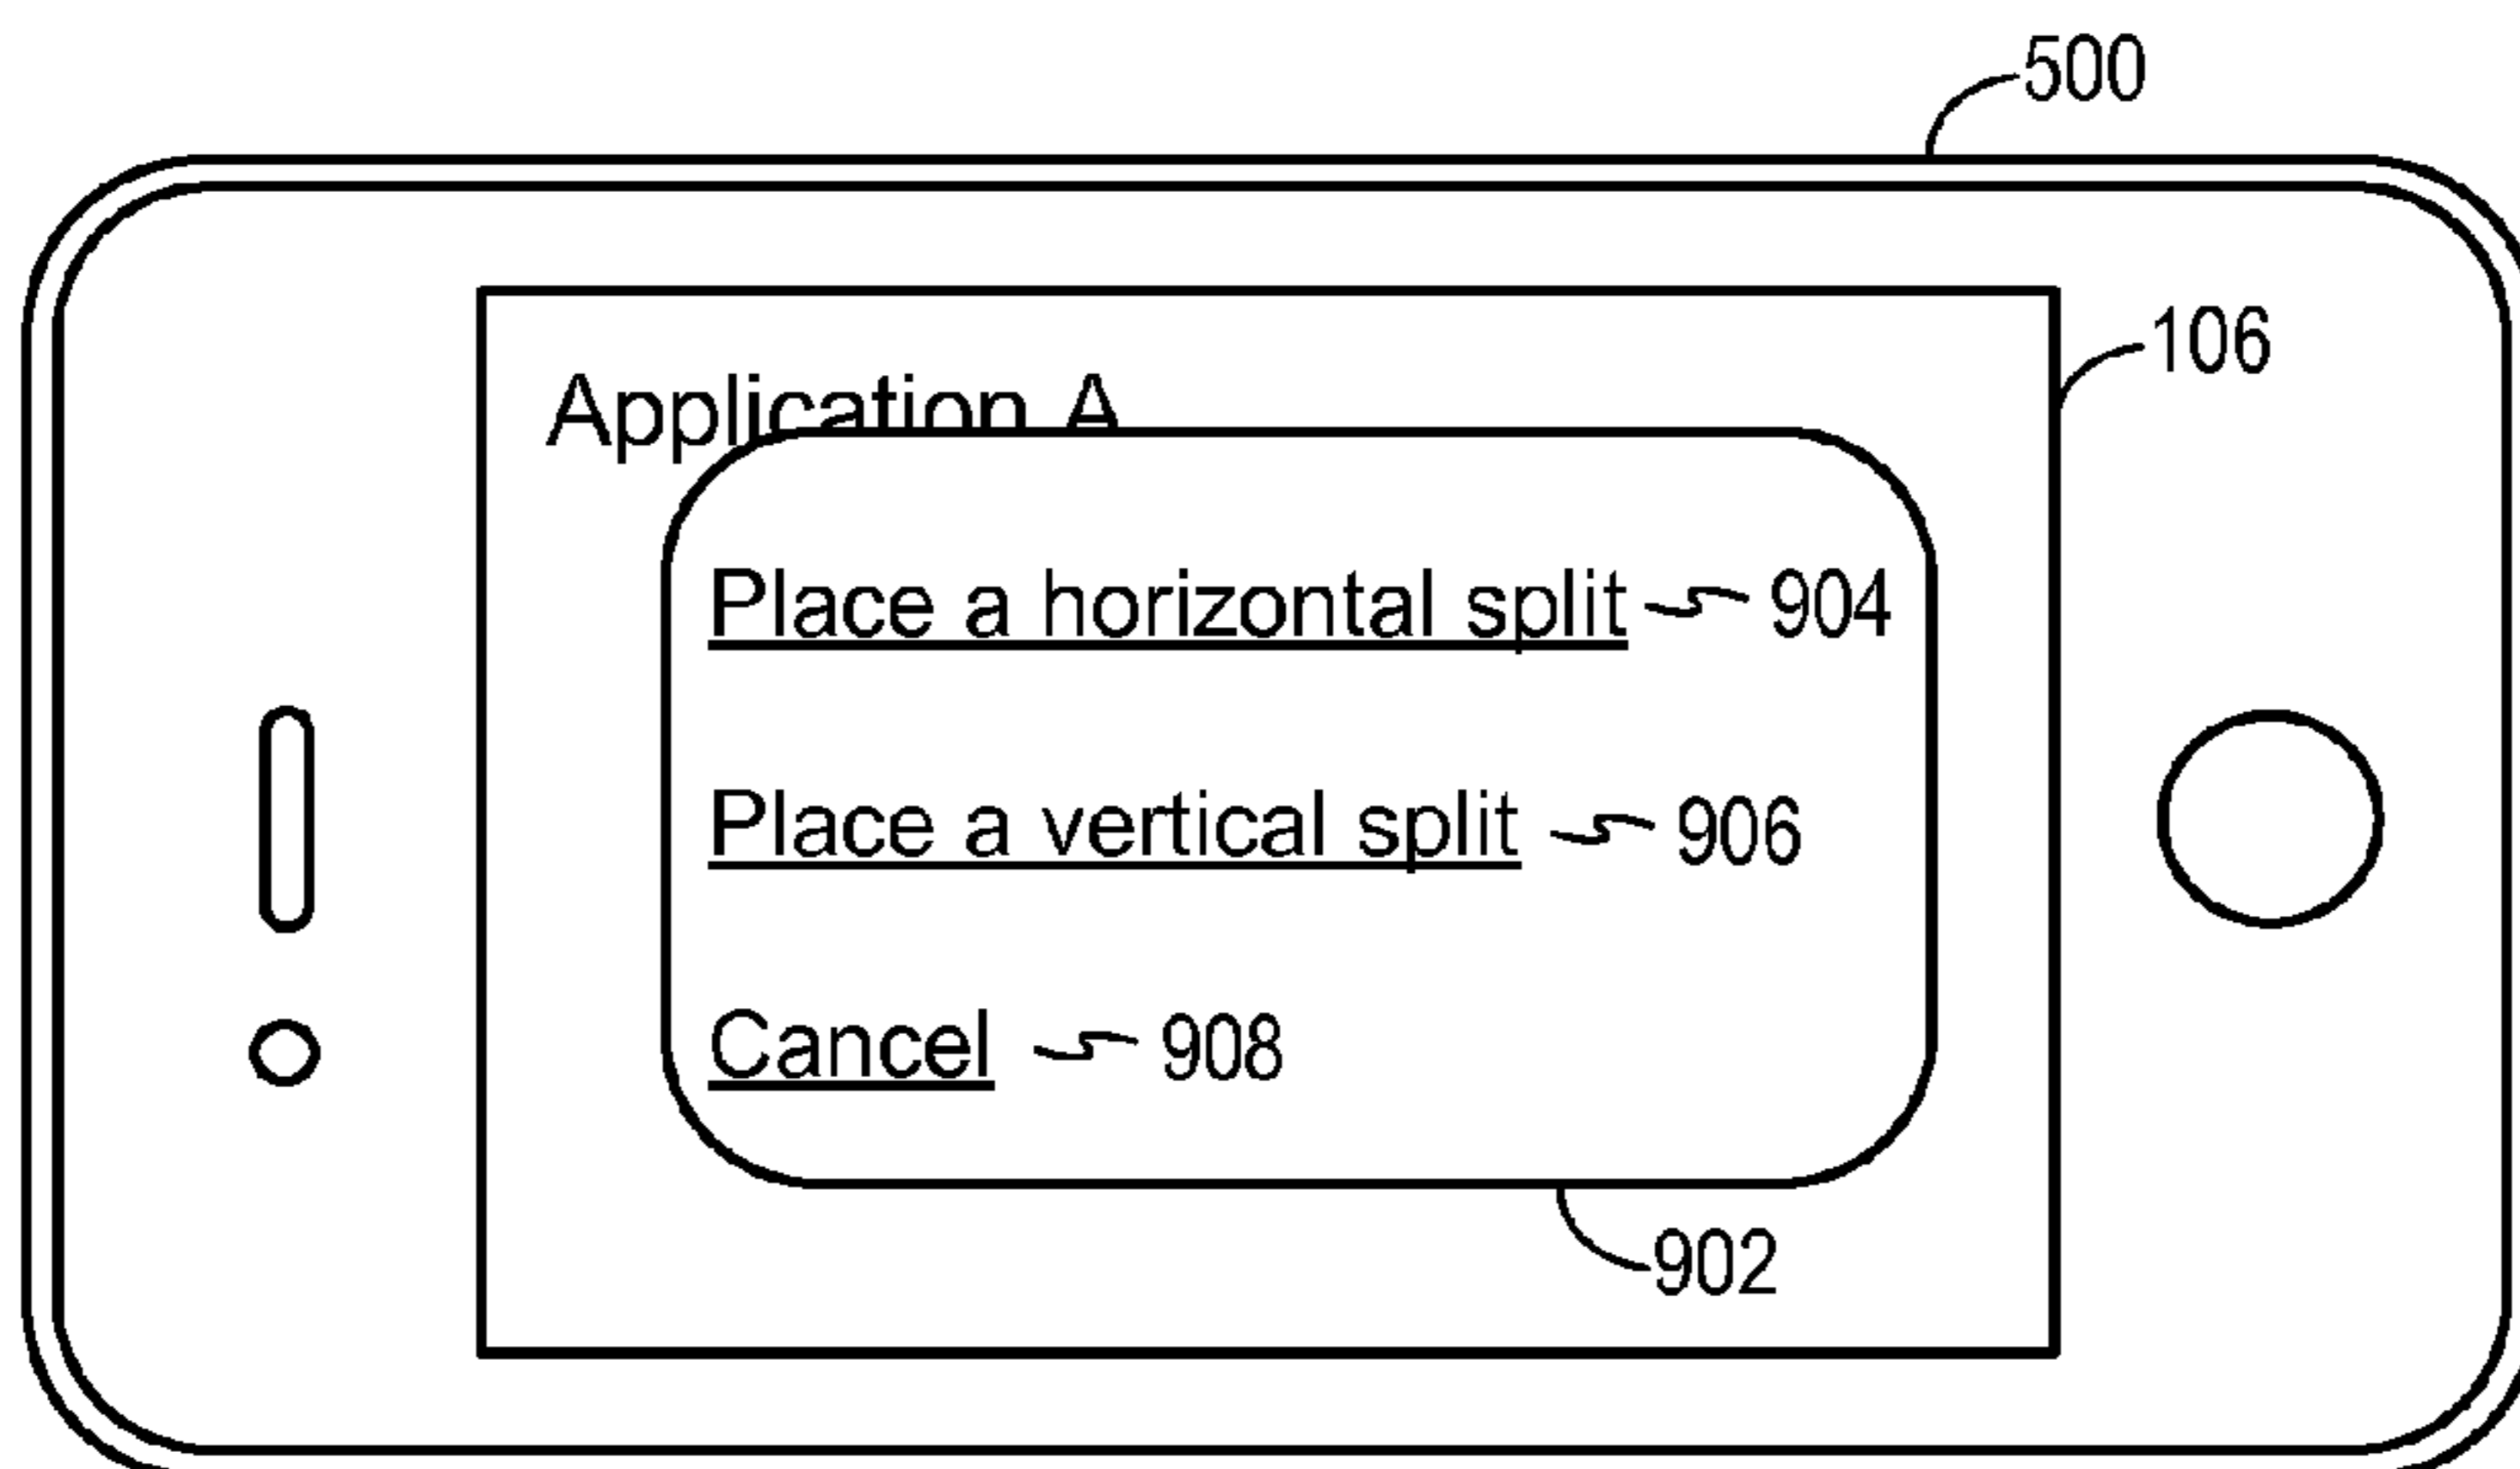 500
106
Application A
Place a horizontal split 904
Place a vertical split 906
Cancel 908
902